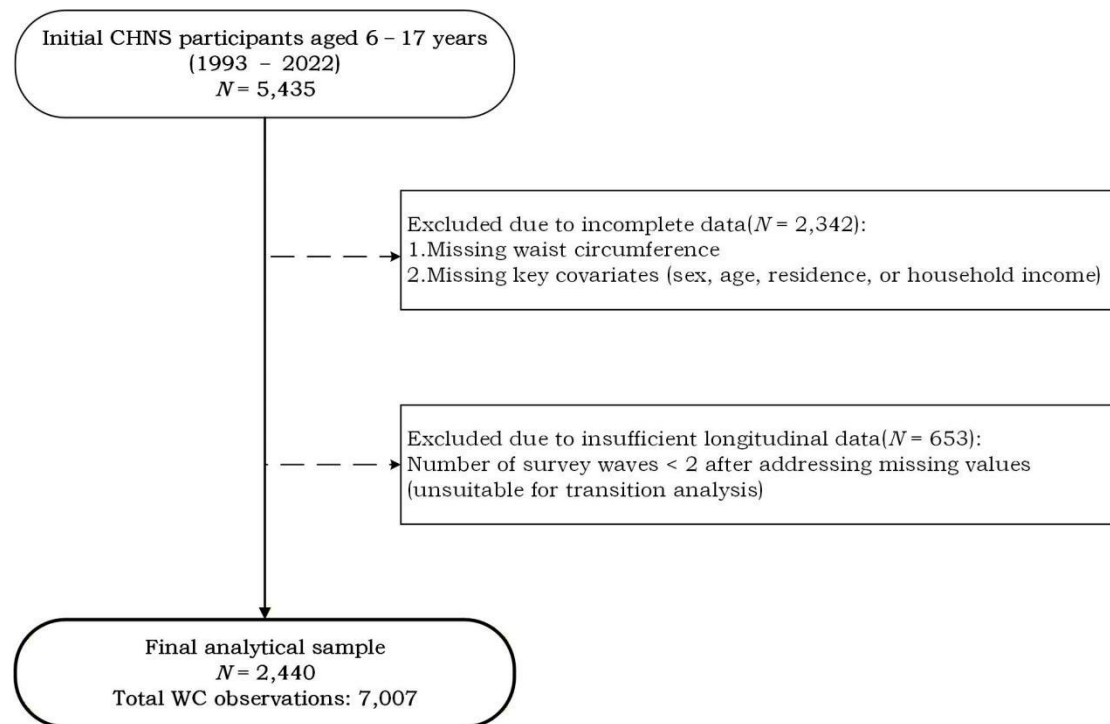 Initial CHNS participants aged 6 – 17 years
(1993 – 2022)
N = 5,435
Excluded due to incomplete data(N = 2,342):
1.Missing waist circumference
2.Missing key covariates (sex, age, residence, or household income)
Excluded due to insufficient longitudinal data(N = 653):
Number of survey waves < 2 after addressing missing values
(unsuitable for transition analysis)
Final analytical sample
N = 2,440
Total WC observations: 7,007